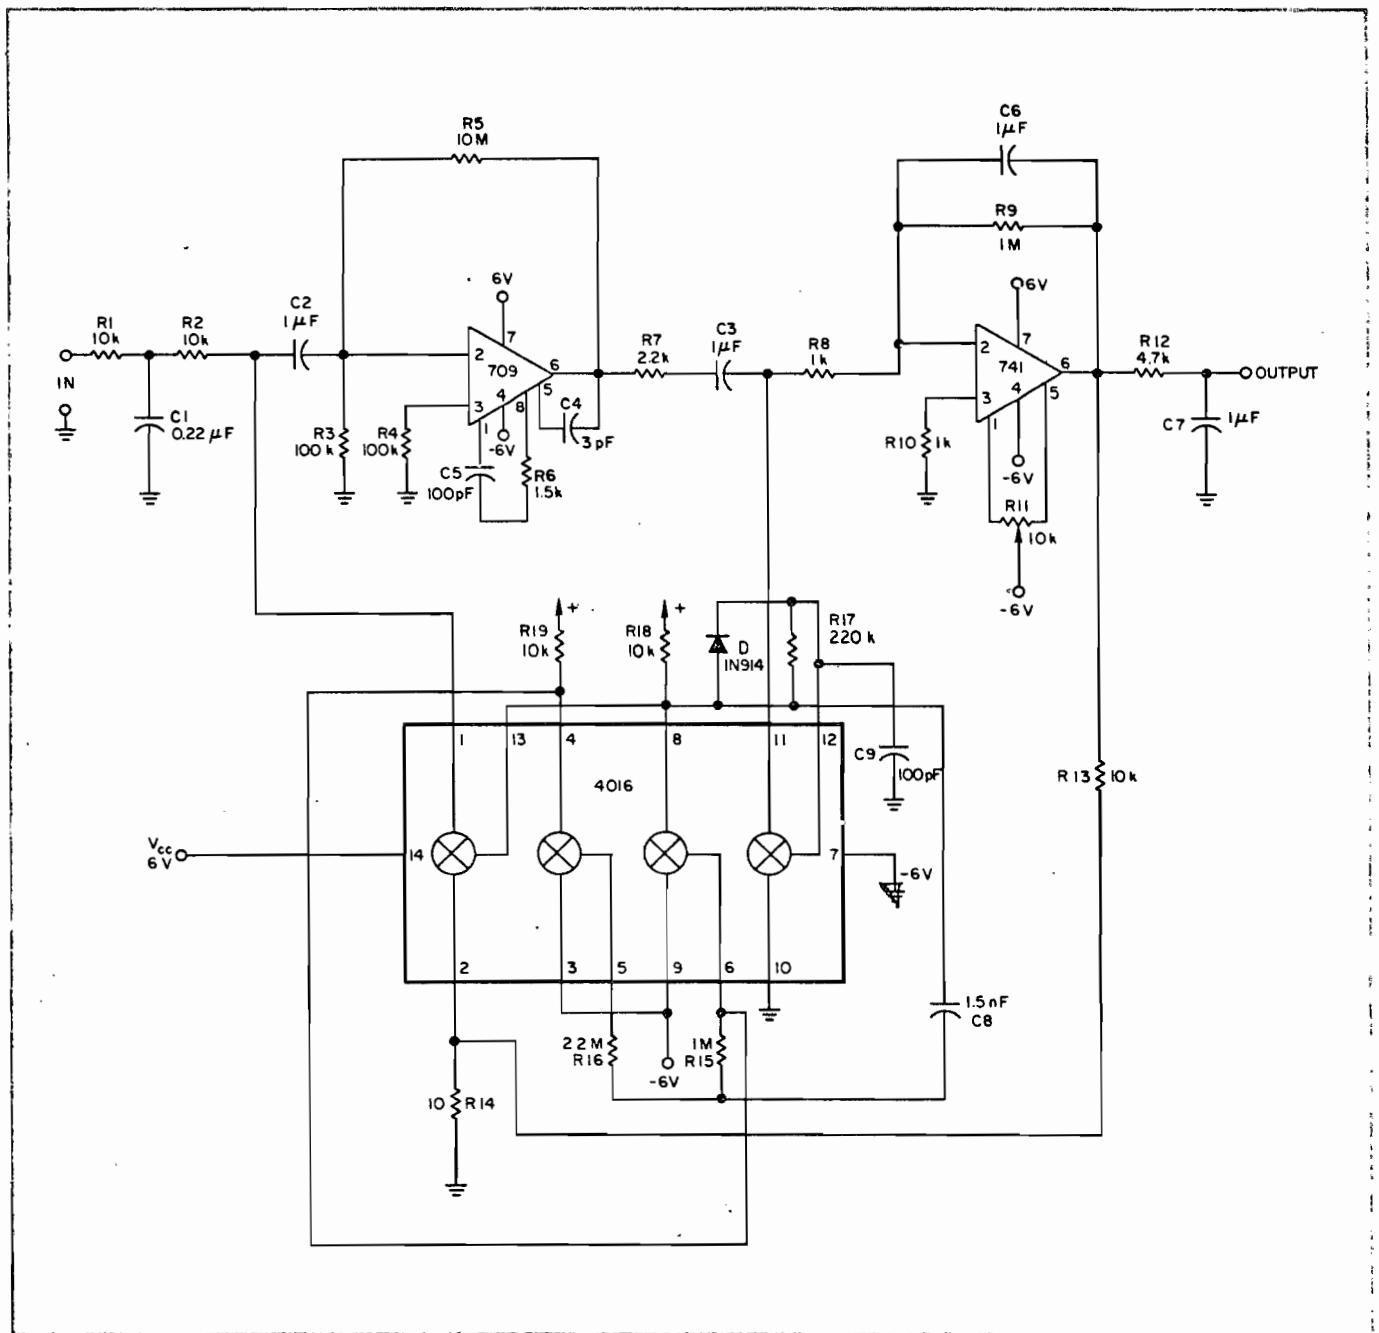 C6
1µF
R5
10M
R9
1M
6V
6V
C2
1µF
R1
10k
R2
10k
R7
2.2k
C3
1µF
R8
1k
R12
4.7k
7
2
709
6
4
3
8
5
1
-6V
7
2
741
6
4
5
3
1
-6V
IN
OUTPUT
C1
0.22µF
R3
100k
R4
100k
C5
100pF
R6
1.5k
C4
3pF
R10
1k
R11
10k
-6V
C7
1µF
R19
10k
+
R18
10k
+
D
1N914
R17
220k
1
13
4
8
11
12
4016
C9
100pF
R13
10k
Vcc
6V
14
7
-6V
2
3
5
9
6
10
1.5nF
C8
22M
R16
1M
R15
-6V
10
R14